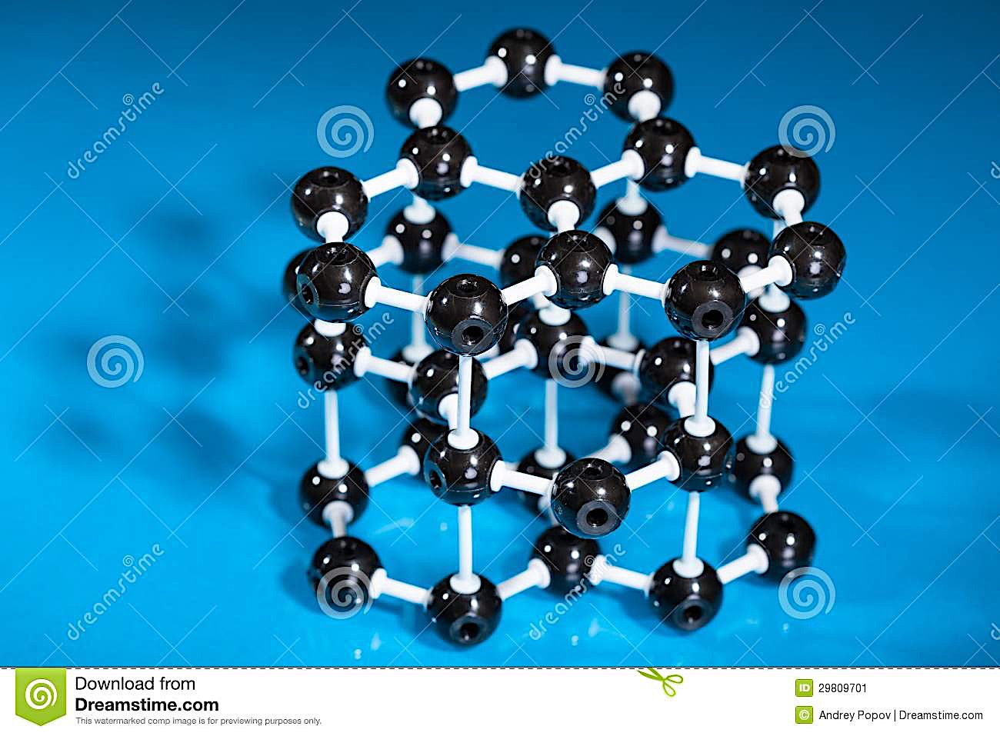 dreamstime
dreamstime
dreamstime
dreamstime
dreamstime
dreamstime
Download from
Dreamstime.com
This watermarked comp image is for previewing purposes only.
ID 29809701
© Andrey Popov | Dreamstime.com